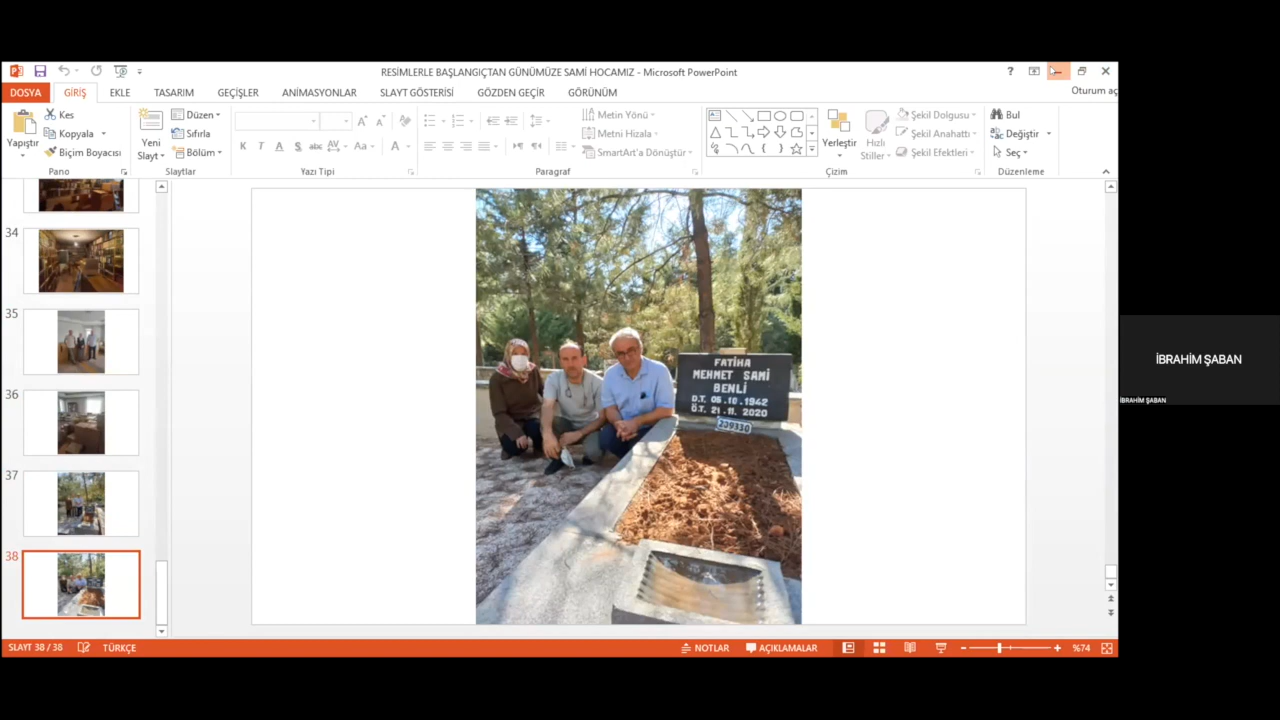 RESİMLERLE BAŞLANGIÇTAN GÜNÜMÜZE SAMİ HOCAMIZ - Microsoft PowerPoint
DOSYA GİRİŞ EKLE TASARIM GEÇİŞLER ANİMASYONLAR SLAYT GÖSTERİSİ GÖZDEN GEÇİR GÖRÜNÜM Oturum aç
Yapıştır
Kes
Kopyala
Biçim Boyacısı
Pano
Yeni
Slayt
Düzen
Sıfırla
Bölüm
Slaytlar
K T A S abc AV Aa A
Yazı Tipi
Metin Yönü
Metni Hizala
SmartArt'a Dönüştür
Paragraf
Yerleştir
Hızlı
Stiller
Şekil Dolgusu
Şekil Anahattı
Şekil Efektleri
Çizim
Bul
Değiştir
Seç
Düzenleme
34
35
36
37
38
FATİHA
MEHMET SAMİ
BENLİ
D.T. 05.10.1942
Ö.T. 21.11.2020
239330
İBRAHİM ŞABAN
İBRAHİM ŞABAN
SLAYT 38 / 38 TÜRKÇE NOTLAR AÇIKLAMALAR %74